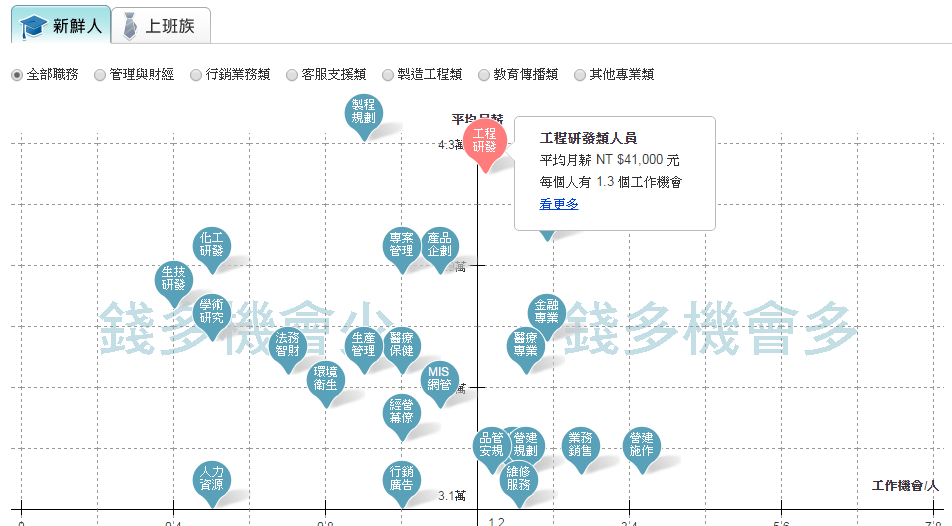 新鮮人
上班族
全部職務
管理與財經
行銷業務類
客服支援類
製造工程類
教育傳播類
其他專業類
製程
規劃
平均月薪
4.3萬
工程
研發
工程研發類人員
平均月薪 NT $41,000 元
每個人有 1.3 個工作機會
看更多
化工
研發
專案
管理
產品
企劃
萬
生技
研發
學術
研究
金融
專業
錢多機會少
錢多機會多
法務
智財
生產
管理
醫療
保健
醫療
專業
環境
衛生
MIS
網管
萬
經營
幕僚
品管
安規
營建
規劃
業務
銷售
營建
施作
人力
資源
行銷
廣告
維修
服務
3.1萬
工作機會/人
1.2